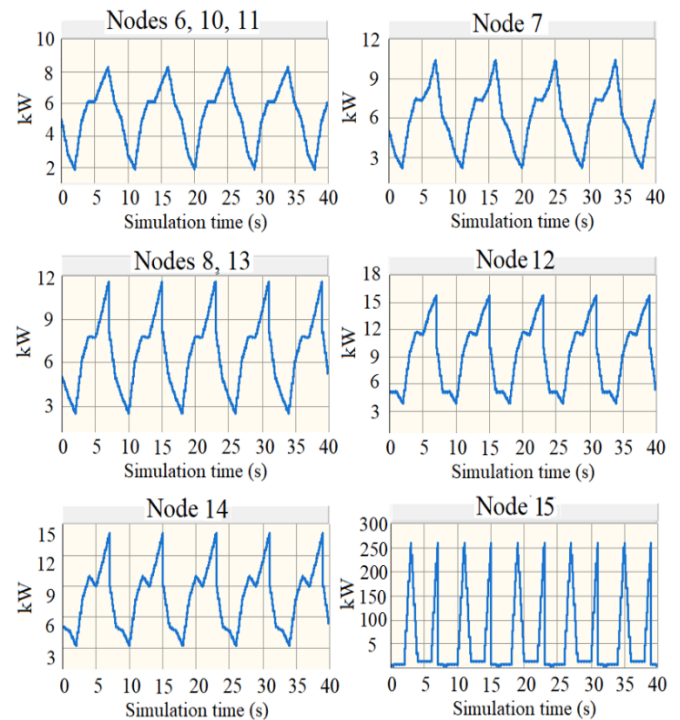 Nodes 6, 10, 11
10
8
6
4
2
kW
0 5 10 15 20 25 30 35 40
Simulation time (s)
Node 7
12
9
6
3
kW
0 5 10 15 20 25 30 35 40
Simulation time (s)
Nodes 8, 13
12
9
6
3
kW
0 5 10 15 20 25 30 35 40
Simulation time (s)
Node 12
18
15
12
9
6
3
kW
0 5 10 15 20 25 30 35 40
Simulation time (s)
Node 14
15
12
9
6
3
kW
0 5 10 15 20 25 30 35 40
Simulation time (s)
Node 15
300
250
200
150
100
5
kW
0 5 10 15 20 25 30 35 40
Simulation time (s)